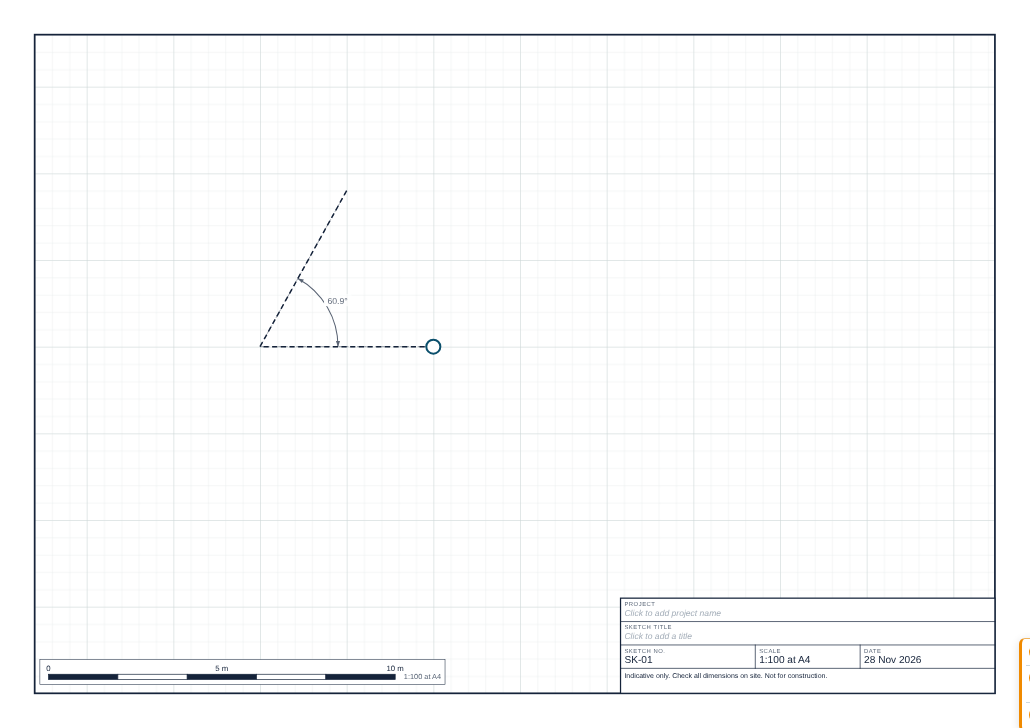 60.9°
PROJECT
Click to add project name
SKETCH TITLE
Click to add a title
SKETCH NO. SCALE DATE
SK-01 1:100 at A4 28 Nov 2026
Indicative only. Check all dimensions on site. Not for construction.
0 5 m 10 m
1:100 at A4